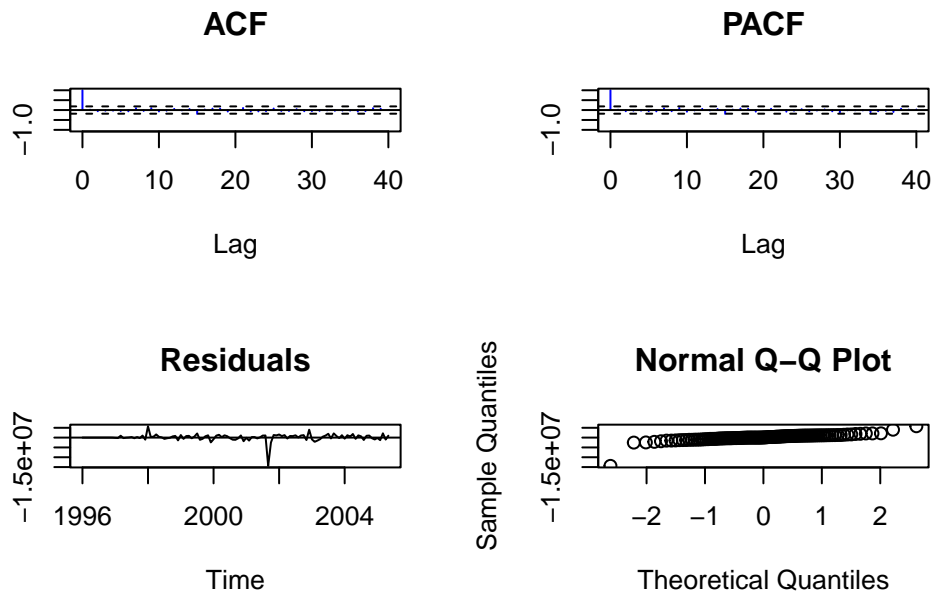 ACF
−1.0
0 10 20 30 40
Lag
PACF
−1.0
0 10 20 30 40
Lag
Residuals
−1.5e+07
1996 2000 2004
Time
Normal Q−Q Plot
Sample Quantiles
−1.5e+07
−2 −1 0 1 2
Theoretical Quantiles